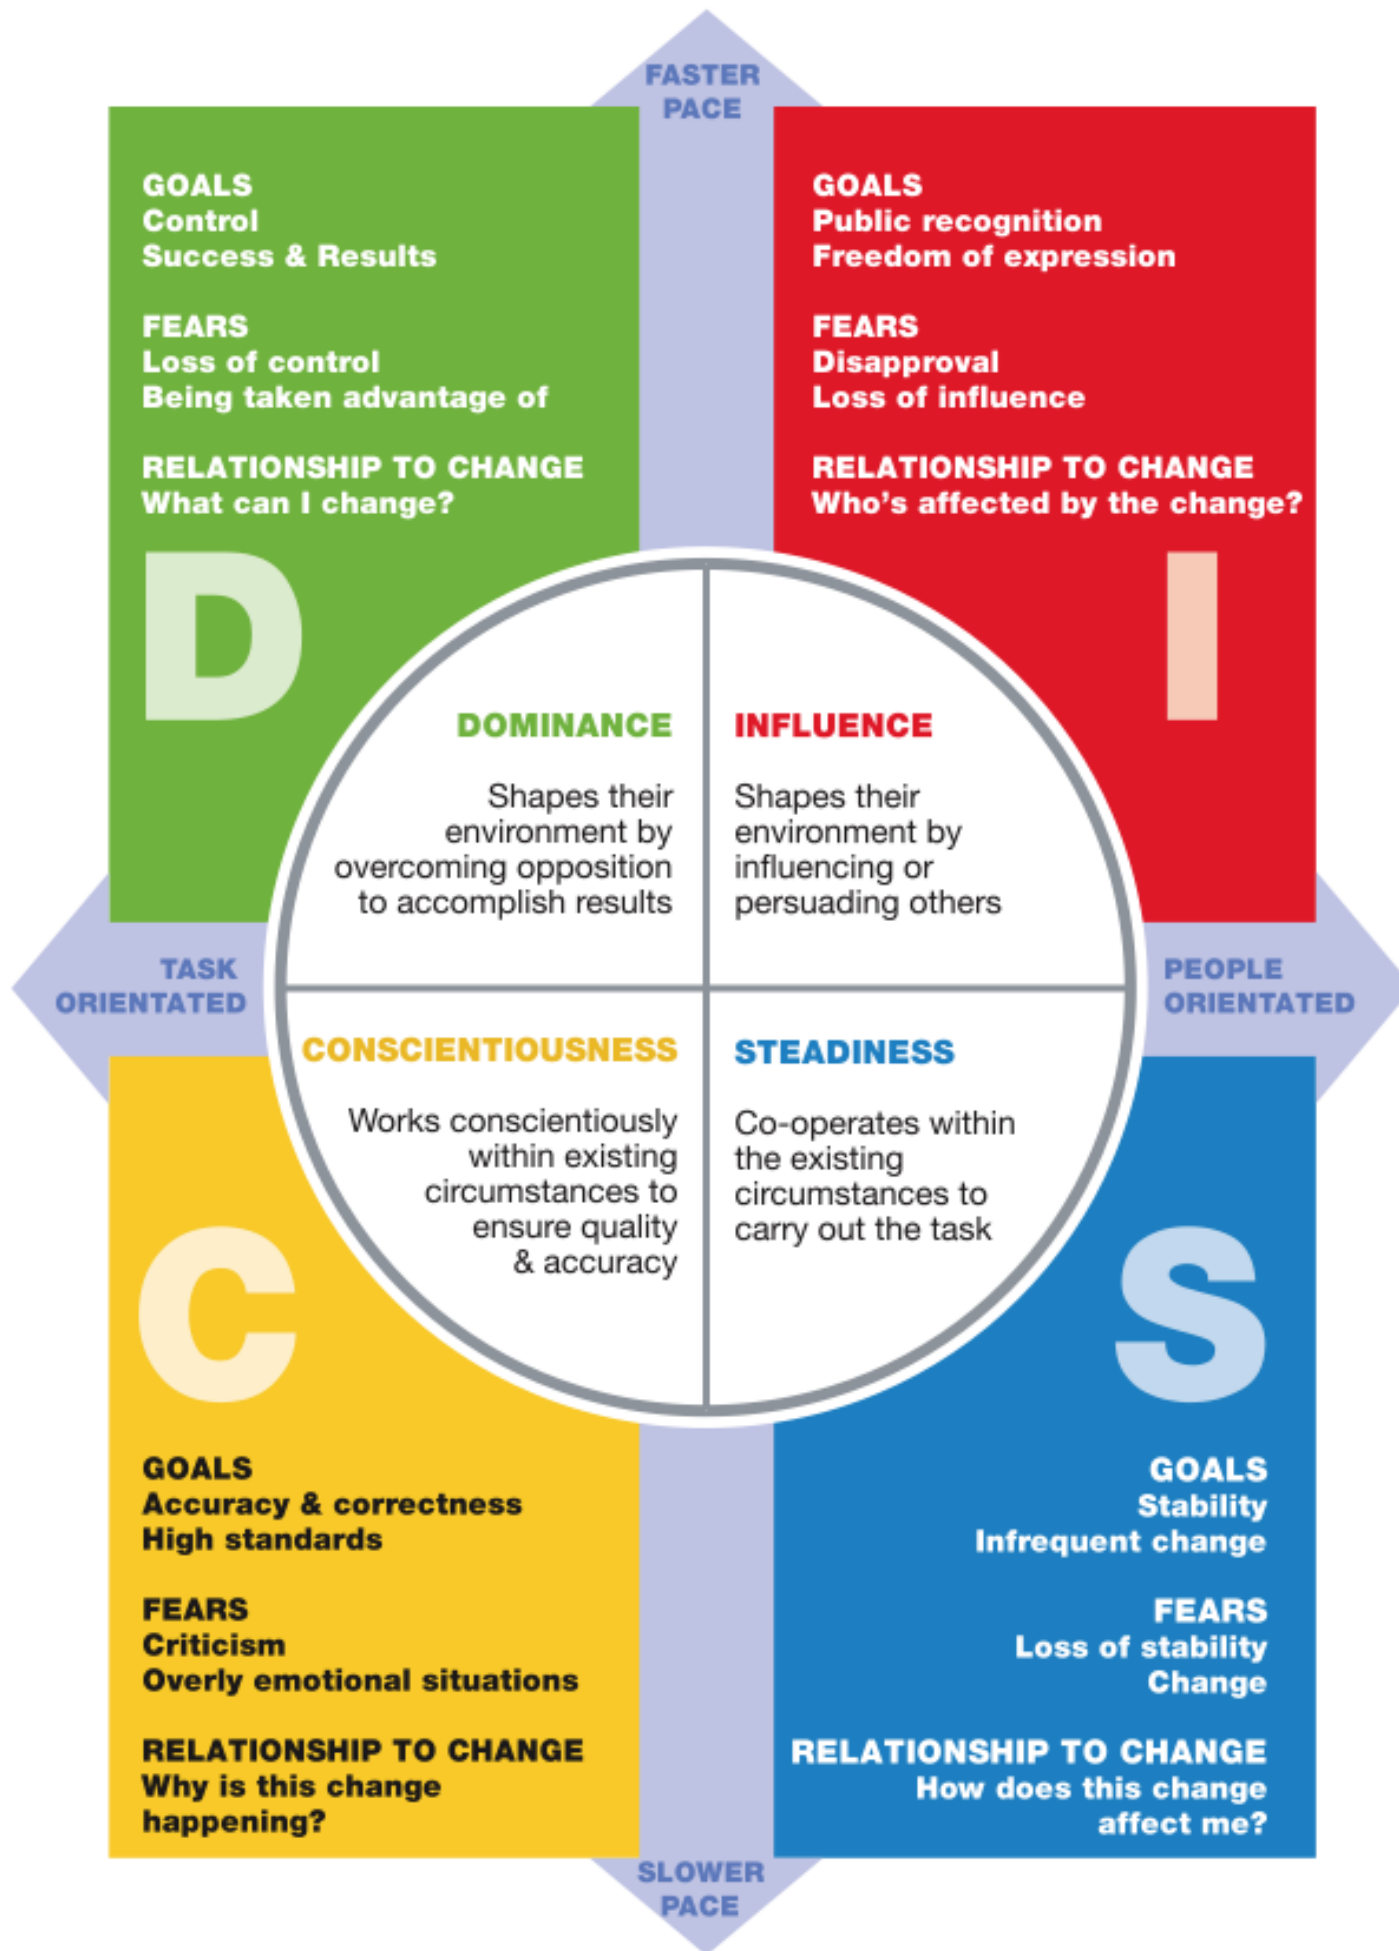 FASTER
PACE
GOALS
Control
Success & Results
FEARS
Loss of control
Being taken advantage of
RELATIONSHIP TO CHANGE
What can I change?
D
GOALS
Public recognition
Freedom of expression
FEARS
Disapproval
Loss of influence
RELATIONSHIP TO CHANGE
Who's affected by the change?
I
DOMINANCE
Shapes their
environment by
overcoming opposition
to accomplish results
INFLUENCE
Shapes their
environment by
influencing or
persuading others
TASK
ORIENTATED
PEOPLE
ORIENTATED
CONSCIENTIOUSNESS
Works conscientiously
within existing
circumstances to
ensure quality
& accuracy
STEADINESS
Co-operates within
the existing
circumstances to
carry out the task
C
GOALS
Accuracy & correctness
High standards
FEARS
Criticism
Overly emotional situations
RELATIONSHIP TO CHANGE
Why is this change
happening?
S
GOALS
Stability
Infrequent change
FEARS
Loss of stability
Change
RELATIONSHIP TO CHANGE
How does this change
affect me?
SLOWER
PACE